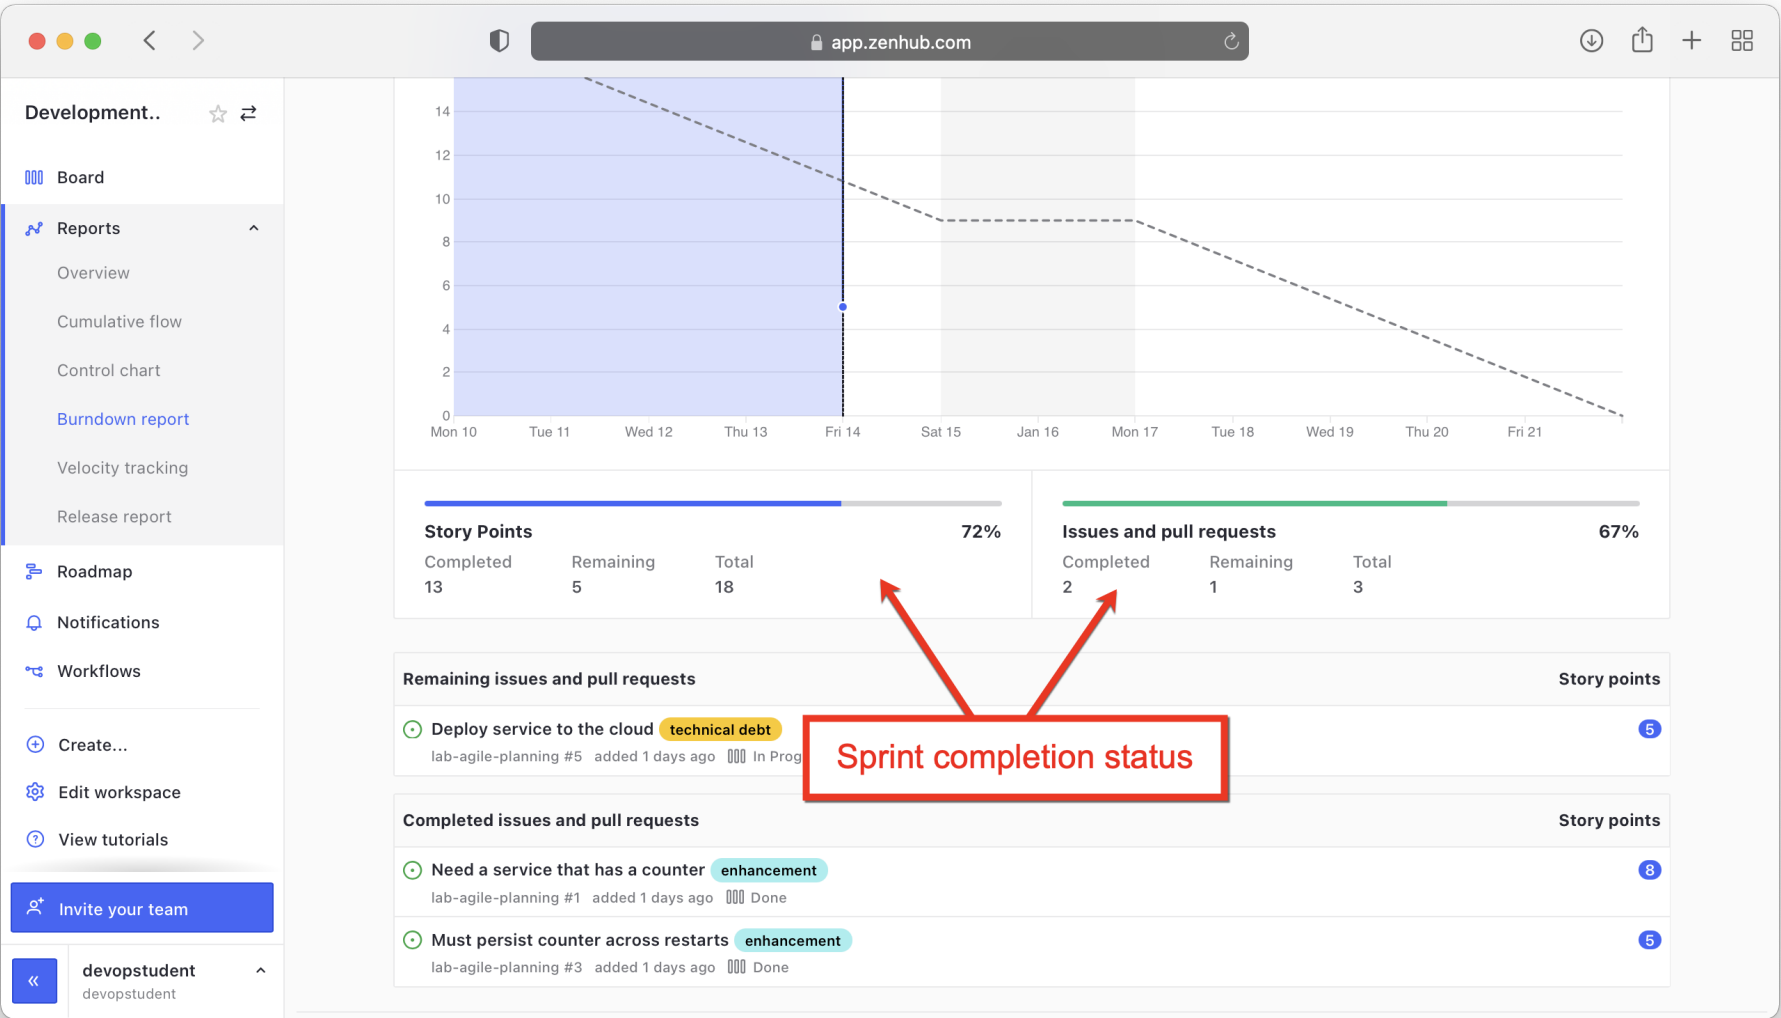 app.zenhub.com
Development..
Board
Reports
Overview
Cumulative flow
Control chart
Burndown report
Velocity tracking
Release report
Roadmap
Notifications
Workflows
Create...
Edit workspace
View tutorials
Invite your team
«
devopstudent
devopstudent
14
12
10
8
6
4
2
0
Mon 10 Tue 11 Wed 12 Thu 13 Fri 14 Sat 15 Jan 16 Mon 17 Tue 18 Wed 19 Thu 20 Fri 21
Story Points 72%
Completed Remaining Total
13 5 18
Issues and pull requests 67%
Completed Remaining Total
2 1 3
Sprint completion status
Remaining issues and pull requests Story points
Deploy service to the cloud technical debt 5
lab-agile-planning #5 added 1 days ago In Prog
Completed issues and pull requests Story points
Need a service that has a counter enhancement 8
lab-agile-planning #1 added 1 days ago Done
Must persist counter across restarts enhancement 5
lab-agile-planning #3 added 1 days ago Done